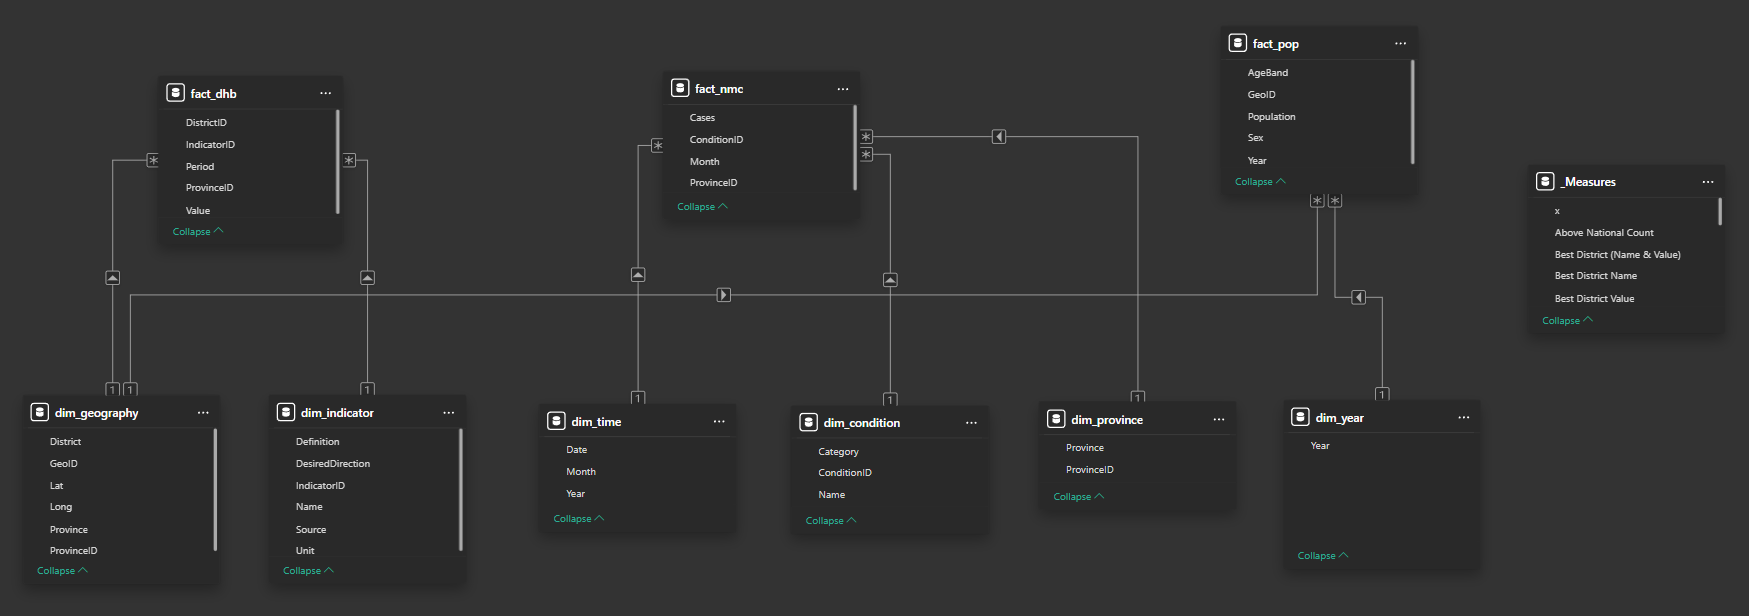 fact_dhb
DistrictID
IndicatorID
Period
ProvinceID
Value
Collapse
fact_nmc
Cases
ConditionID
Month
ProvinceID
Collapse
fact_pop
AgeBand
GeoID
Population
Sex
Year
Collapse
_Measures
x
Above National Count
Best District (Name & Value)
Best District Name
Best District Value
Collapse
* * * * * * *
1 1 1 1 1 1 1
dim_geography
District
GeoID
Lat
Long
Province
ProvinceID
Collapse
dim_indicator
Definition
DesiredDirection
IndicatorID
Name
Source
Unit
Collapse
dim_time
Date
Month
Year
Collapse
dim_condition
Category
ConditionID
Name
Collapse
dim_province
Province
ProvinceID
Collapse
dim_year
Year
Collapse